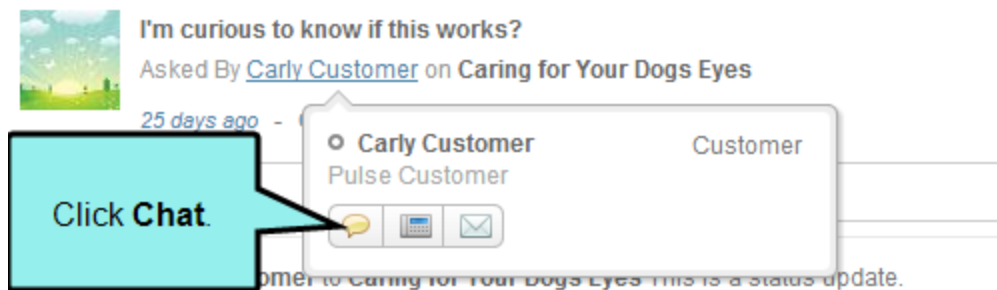 I'm curious to know if this works?
Asked By Carly Customer on Caring for Your Dogs Eyes
25 days ago -
Carly Customer Customer
Pulse Customer
Click Chat.
to Caring for Your Dogs Eyes This is a status update.